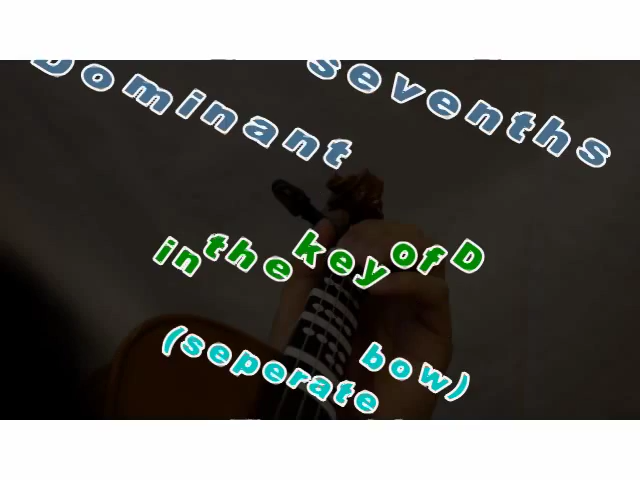 Dominant sevenths
in the key of D
(seperate bow)